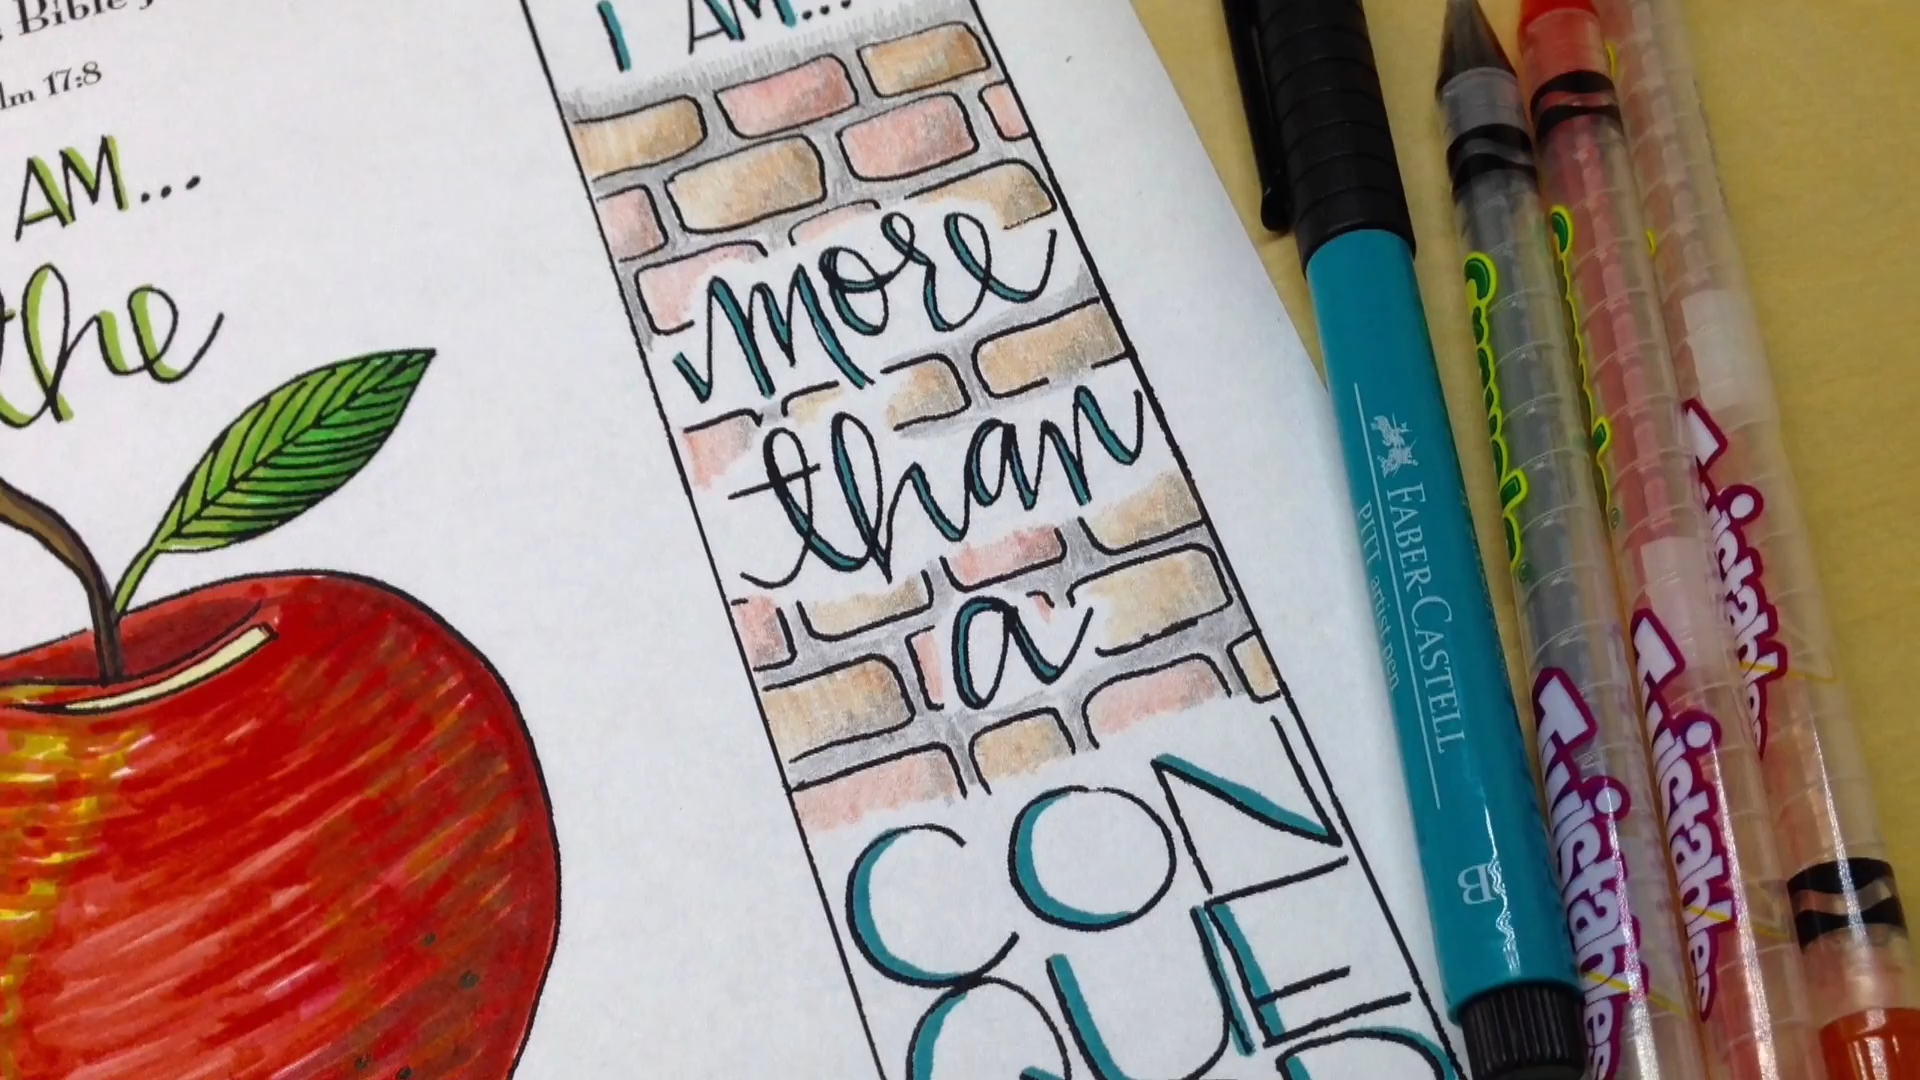 Bible
lm 17:8
AM...
the
I AM...
more
than
a
CON
QUE
FABER-CASTELL
PITT artist pen
B
Twistables
Twistables
Twistables